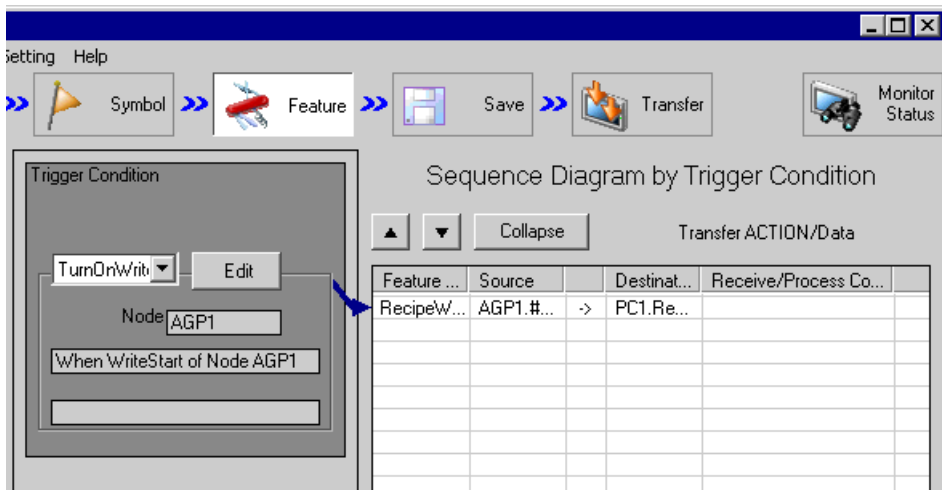 Setting Help
Symbol Feature Save Transfer Monitor Status
Trigger Condition
Sequence Diagram by Trigger Condition
Collapse Transfer ACTION/Data
TurnOnWrit Edit
Feature ... Source Destinat... Receive/Process Co...
RecipeW... AGP1.#... -> PC1.Re...
Node AGP1
When WriteStart of Node AGP1